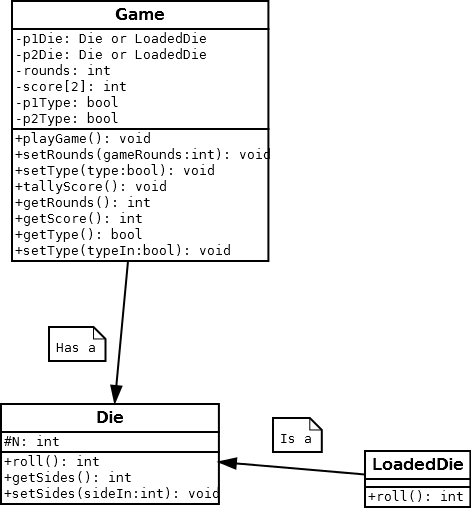 Game
-p1Die: Die or LoadedDie
-p2Die: Die or LoadedDie
-rounds: int
-score[2]: int
-p1Type: bool
-p2Type: bool
+playGame(): void
+setRounds(gameRounds:int): void
+setType(type:bool): void
+tallyScore(): void
+getRounds(): int
+getScore(): int
+getType(): bool
+setType(typeIn:bool): void
Has a
Die
#N: int
+roll(): int
+getSides(): int
+setSides(sideIn:int): void
Is a
LoadedDie
+roll(): int